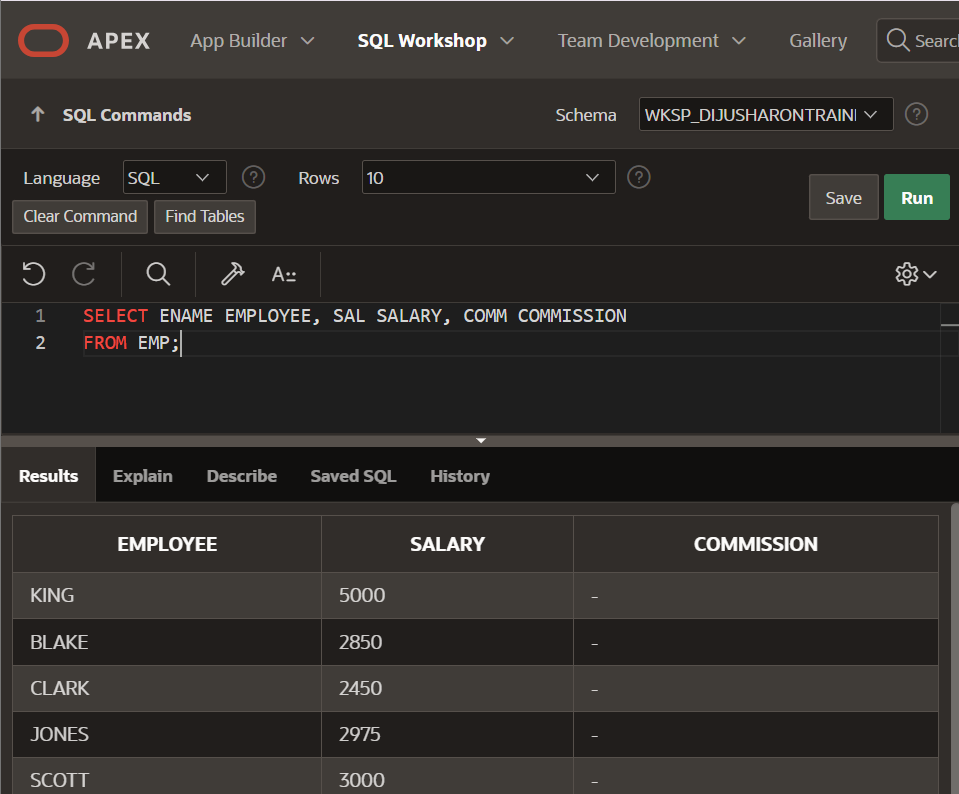 APEX App Builder SQL Workshop Team Development Gallery Search
SQL Commands Schema WKSP_DIJUSHARONTRAINI
Language SQL ? Rows 10 ?
Save Run
Clear Command Find Tables
A::
1 SELECT ENAME EMPLOYEE, SAL SALARY, COMM COMMISSION
2 FROM EMP;
Results Explain Describe Saved SQL History
EMPLOYEE SALARY COMMISSION
KING 5000 -
BLAKE 2850 -
CLARK 2450 -
JONES 2975 -
SCOTT 3000 -